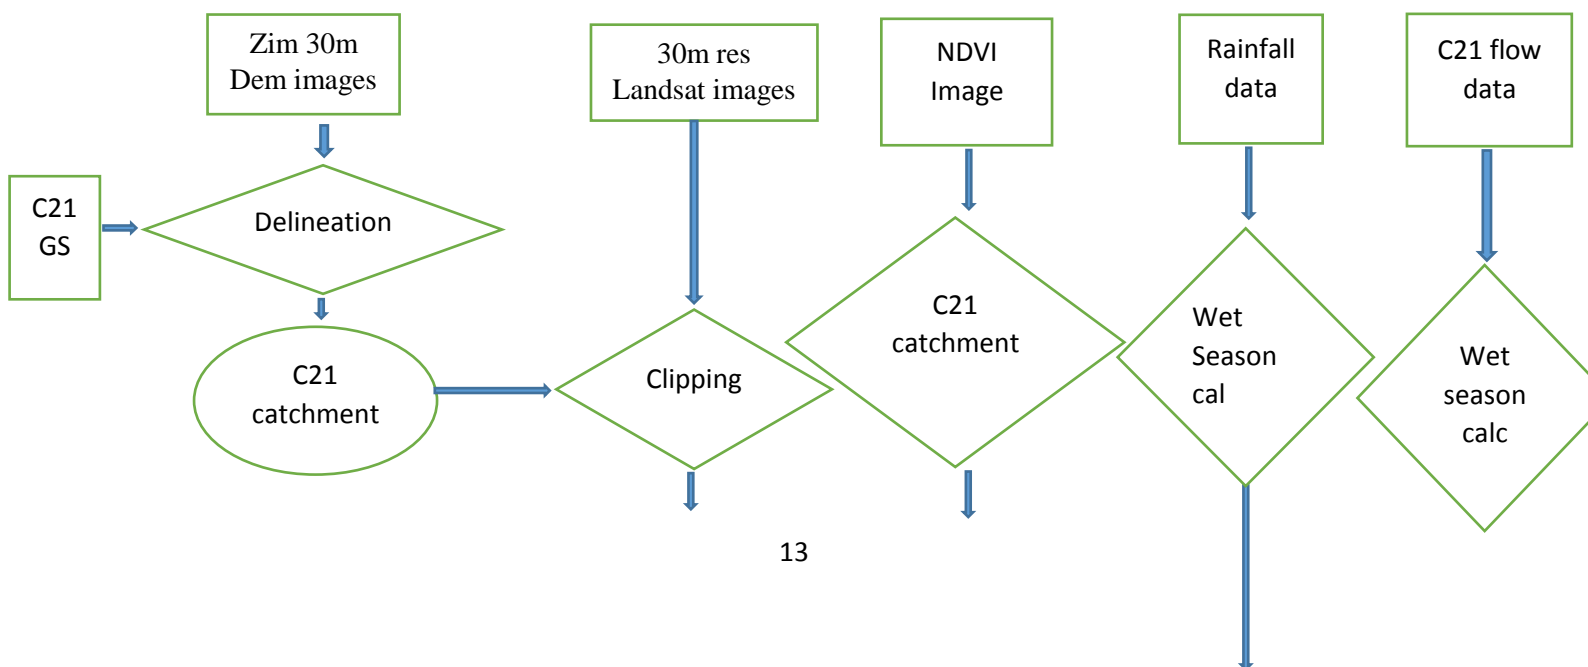 Zim 30m
Dem images
30m res
Landsat images
NDVI
Image
Rainfall
data
C21 flow
data
C21
GS
Delineation
C21
catchment
Clipping
C21
catchment
Wet
Season
cal
Wet
season
calc
13